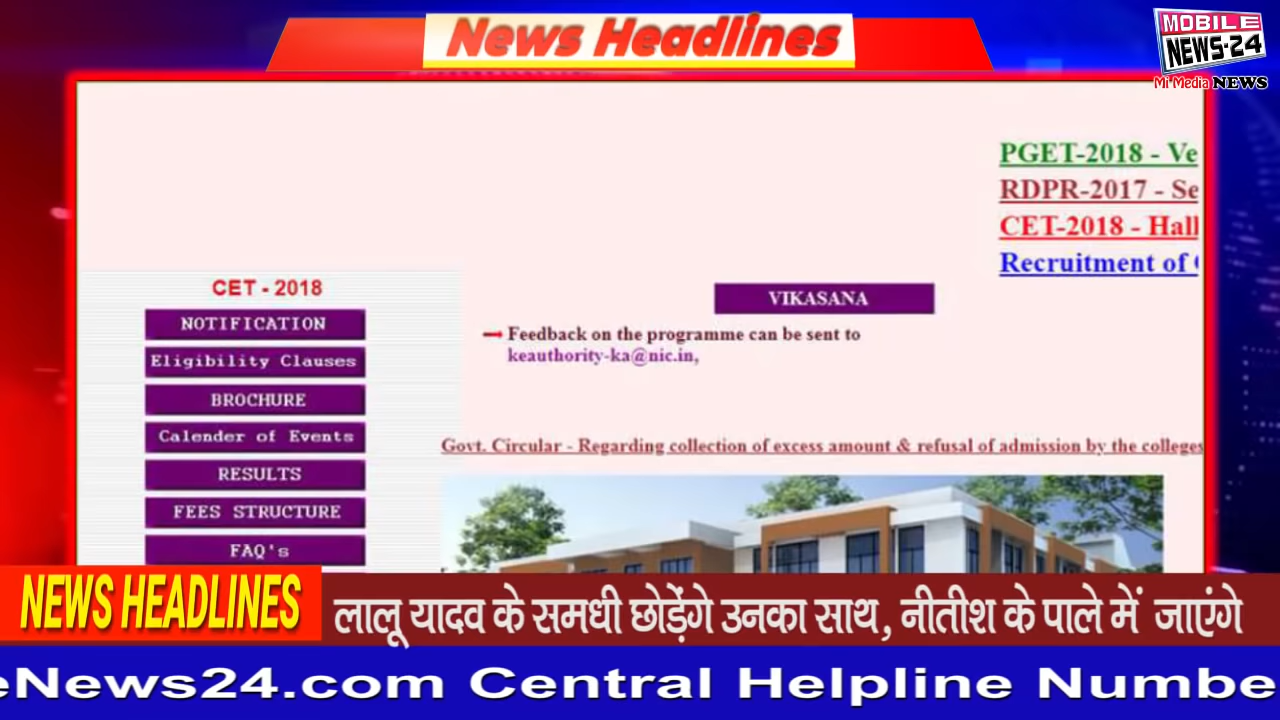 News Headlines
MOBILE
NEWS-24
Mi-Media NEWS
PGET-2018 - Ve
RDPR-2017 - Se
CET-2018 - Hall
Recruitment of
CET - 2018
NOTIFICATION
Eligibility Clauses
BROCHURE
Calender of Events
RESULTS
FEES STRUCTURE
FAQ's
VIKASANA
Feedback on the programme can be sent to
keauthority-ka@nic.in,
Govt. Circular - Regarding collection of excess amount & refusal of admission by the colleges
NEWS HEADLINES
लालू यादव के समधी छोड़ेंगे उनका साथ, नीतीश के पाले में जाएंगे
eNews24.com Central Helpline Numbe